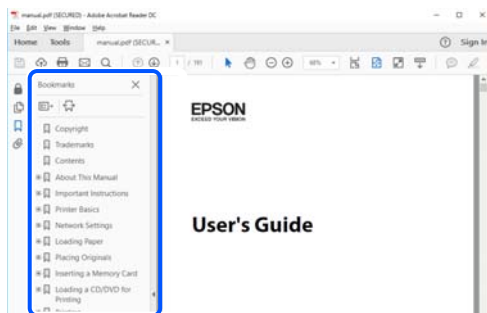 manual.pdf (SECURED) - Adobe Acrobat Reader DC
File Edit View Window Help
Home Tools manual.pdf (SECUR... × Sign In
1 / 191
Bookmarks
Copyright
Trademarks
Contents
About This Manual
Important Instructions
Printer Basics
Network Settings
Loading Paper
Placing Originals
Inserting a Memory Card
Loading a CD/DVD for
Printing
EPSON
EXCEED YOUR VISION
User's Guide